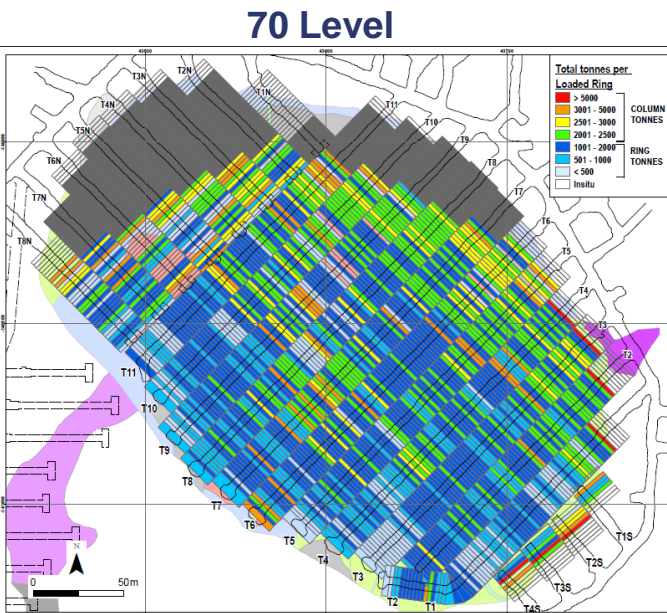 70 Level
Total tonnes per
Loaded Ring
> 5000
3001 - 5000
2501 - 3000
2001 - 2500
1001 - 2000
501 - 1000
< 500
Insitu
COLUMN
TONNES
RING
TONNES
T3N
T2N
T1N
T4N
T5N
T6N
T7N
T8N
T11
T10
T9
T8
T7
T6
T5
T4
T3
T2
T11
T10
T9
T8
T7
T6
T5
T4
T3
T2
T1
T1S
T2S
T3S
T4S
N
0
50m